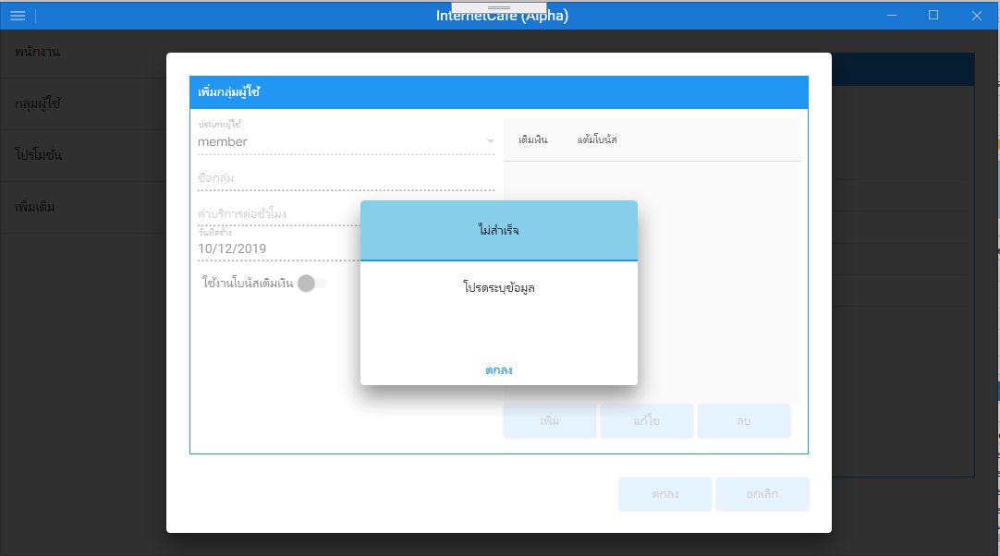 InternetCafe (Alpha)
พนักงาน
กลุ่มผู้ใช้
โปรโมชั่น
เพิ่มเติม
เพิ่มกลุ่มผู้ใช้
ประเภทผู้ใช้
member
ชื่อกลุ่ม
ค่าบริการต่อชั่วโมง
วันที่สร้าง
10/12/2019
ใช้งานโบนัสเติมเงิน
เติมเงิน แต้มโบนัส
ไม่สำเร็จ
โปรดระบุข้อมูล
ตกลง
เพิ่ม แก้ไข ลบ
ตกลง ยกเลิก